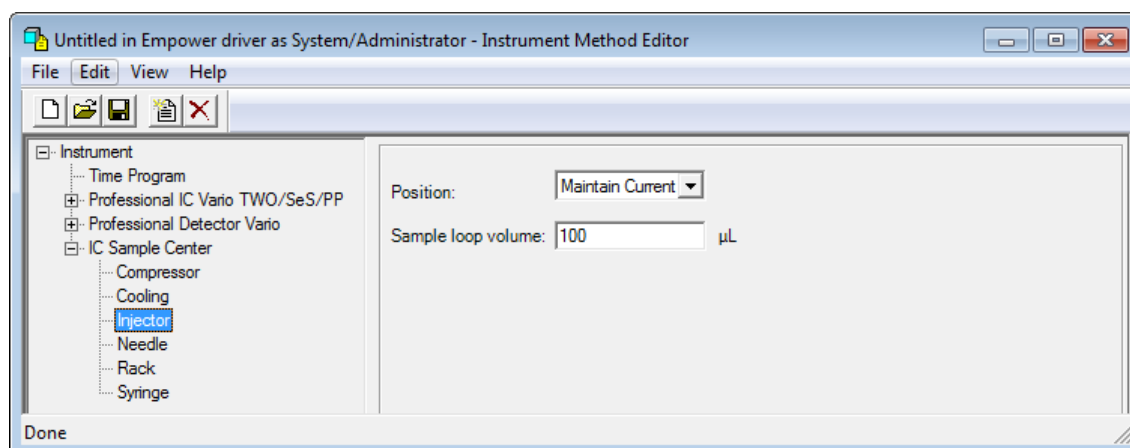 Untitled in Empower driver as System/Administrator - Instrument Method Editor
File Edit View Help
Instrument
Time Program
Professional IC Vario TWO/SeS/PP
Professional Detector Vario
IC Sample Center
Compressor
Cooling
Injector
Needle
Rack
Syringe
Position: Maintain Current
Sample loop volume: 100 µL
Done